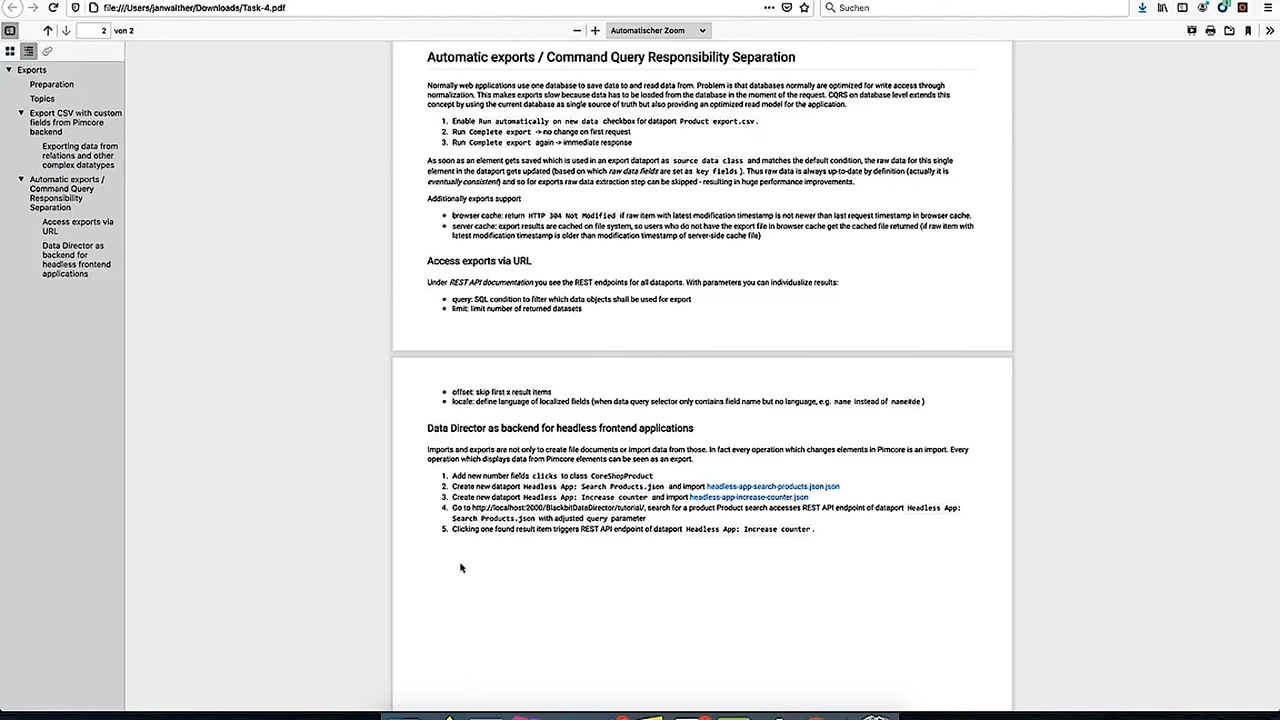 file:///Users/janwalther/Downloads/Task-4.pdf
Suchen
2 von 2
Automatischer Zoom
Exports
Preparation
Topics
Export CSV with custom
fields from Pimcore
backend
Exporting data from
relations and other
complex datatypes
Automatic exports /
Command Query
Responsibility
Separation
Access exports via
URL
Data Director as
backend for
headless frontend
applications
Automatic exports / Command Query Responsibility Separation
Normally web applications use one database to save data to and read data from. Problem is that databases normally are optimized for write access through
normalization. This makes exports slow because data has to be loaded from the database in the moment of the request. CQRS on database level extends this
concept by using the current database as single source of truth but also providing an optimized read model for the application.
1. Enable Run automatically on new data checkbox for dataport Product export.csv.
2. Run Complete export -> no change on first request
3. Run Complete export again -> immediate response
As soon as an element gets saved which is used in an export dataport as source data class and matches the default condition, the raw data for this single
element in the dataport gets updated (based on which raw data fields are set as key fields). Thus raw data is always up-to-date by definition (actually it is
eventually consistent) and so for exports raw data extraction step can be skipped - resulting in huge performance improvements.
Additionally exports support
• browser cache: return HTTP 304 Not Modified if raw item with latest modification timestamp is not newer than last request timestamp in browser cache.
• server cache: export results are cached on file system, so users who do not have the export file in browser cache get the cached file returned (if raw item with
latest modification timestamp is older than modification timestamp of server-side cache file)
Access exports via URL
Under REST API documentation you see the REST endpoints for all dataports. With parameters you can individualize results:
• query: SQL condition to filter which data objects shall be used for export
• limit: limit number of returned datasets
• offset: skip first x result items
• locale: define language of localized fields (when data query selector only contains field name but no language, e.g. name instead of name#de)
Data Director as backend for headless frontend applications
Imports and exports are not only to create file documents or import data from those. In fact every operation which changes elements in Pimcore is an import. Every
operation which displays data from Pimcore elements can be seen as an export.
1. Add new number fields clicks to class CoreShopProduct
2. Create new dataport Headless App: Search Products.json and import headless-app-search-products.json.json
3. Create new dataport Headless App: Increase counter and import headless-app-increase-counter.json
4. Go to http://localhost:2000/BlackbitDataDirector/tutorial/, search for a product Product search accesses REST API endpoint of dataport Headless App:
Search Products.json with adjusted query parameter
5. Clicking one found result item triggers REST API endpoint of dataport Headless App: Increase counter.